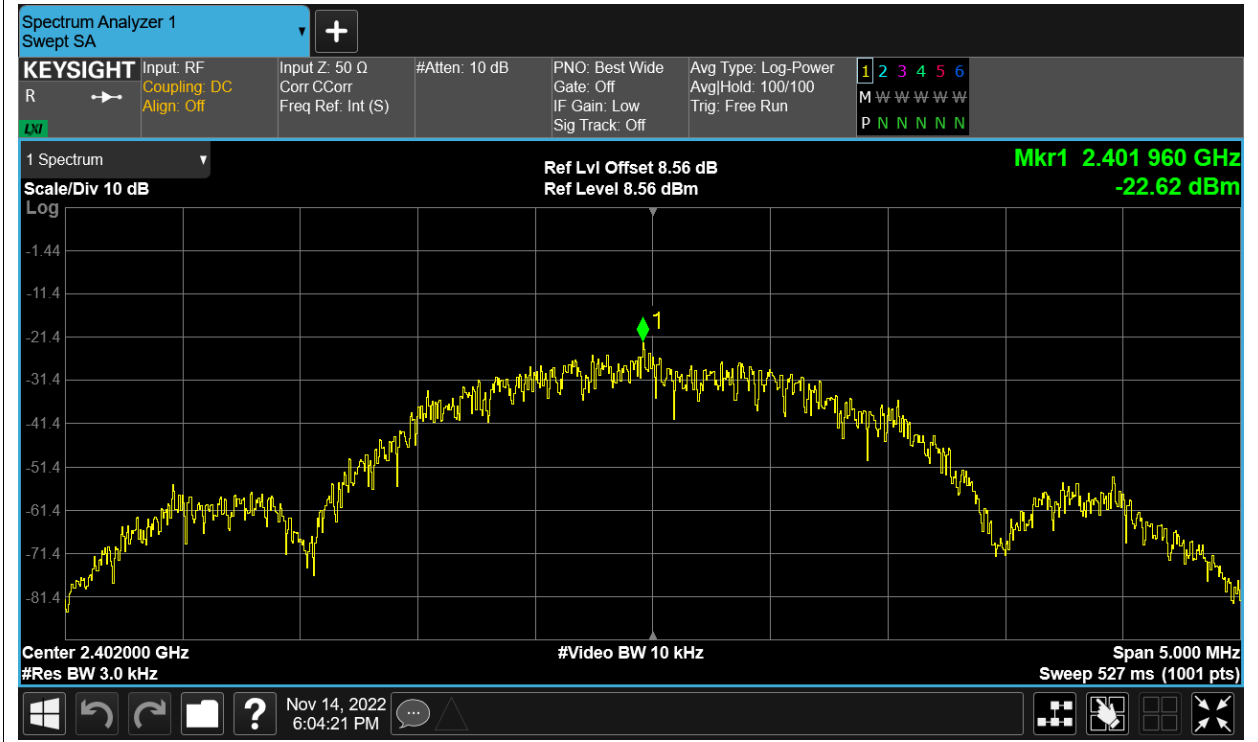 Spectrum Analyzer 1
Swept SA
KEYSIGHT
R
LXI
Input: RF
Coupling: DC
Align: Off
Input Z: 50 Ω
Corr CCorr
Freq Ref: Int (S)
#Atten: 10 dB
PNO: Best Wide
Gate: Off
IF Gain: Low
Sig Track: Off
Avg Type: Log-Power
Avg|Hold: 100/100
Trig: Free Run
1 2 3 4 5 6
M W W W W W
P N N N N N
1 Spectrum
Scale/Div 10 dB
Log
Ref Lvl Offset 8.56 dB
Ref Level 8.56 dBm
Mkr1 2.401 960 GHz
-22.62 dBm
1
-1.44
-11.4
-21.4
-31.4
-41.4
-51.4
-61.4
-71.4
-81.4
Center 2.402000 GHz
#Video BW 10 kHz
Span 5.000 MHz
#Res BW 3.0 kHz
Sweep 527 ms (1001 pts)
?
Nov 14, 2022
6:04:21 PM